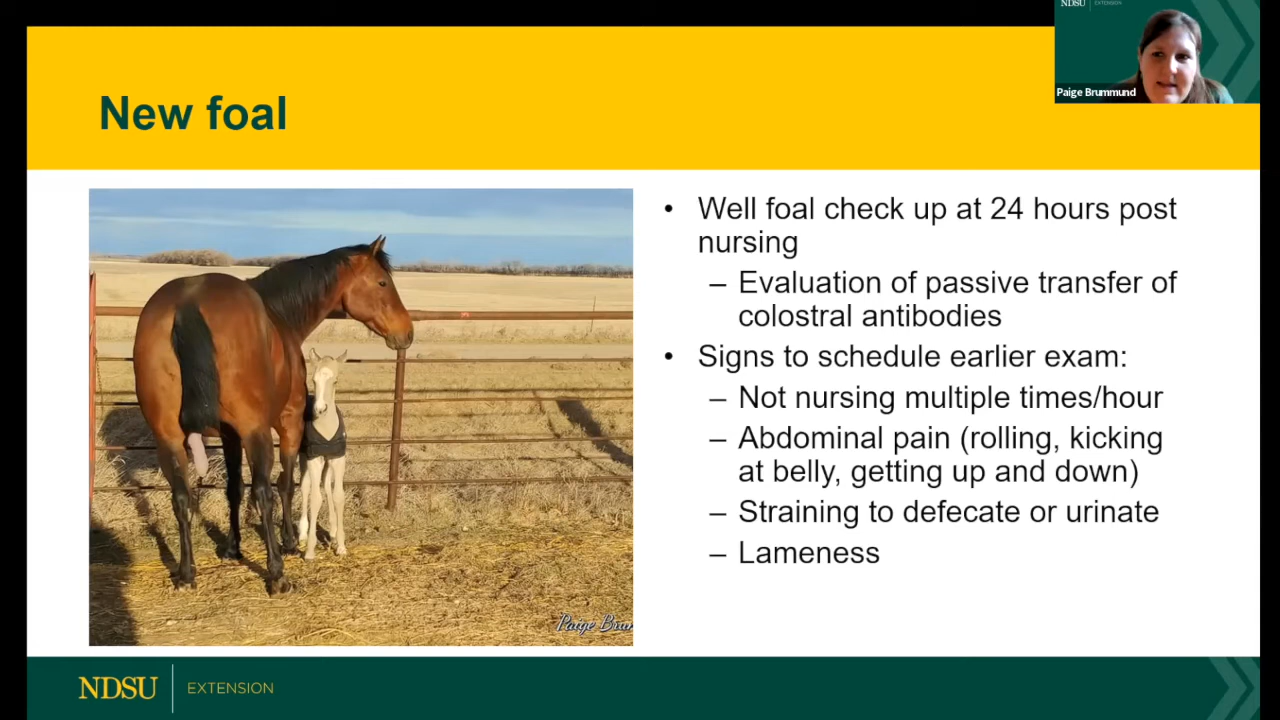 NDSU EXTENSION
Paige Brummund
New foal
• Well foal check up at 24 hours post
nursing
– Evaluation of passive transfer of
colostral antibodies
• Signs to schedule earlier exam:
– Not nursing multiple times/hour
– Abdominal pain (rolling, kicking
at belly, getting up and down)
– Straining to defecate or urinate
– Lameness
Paige Brum
NDSU EXTENSION